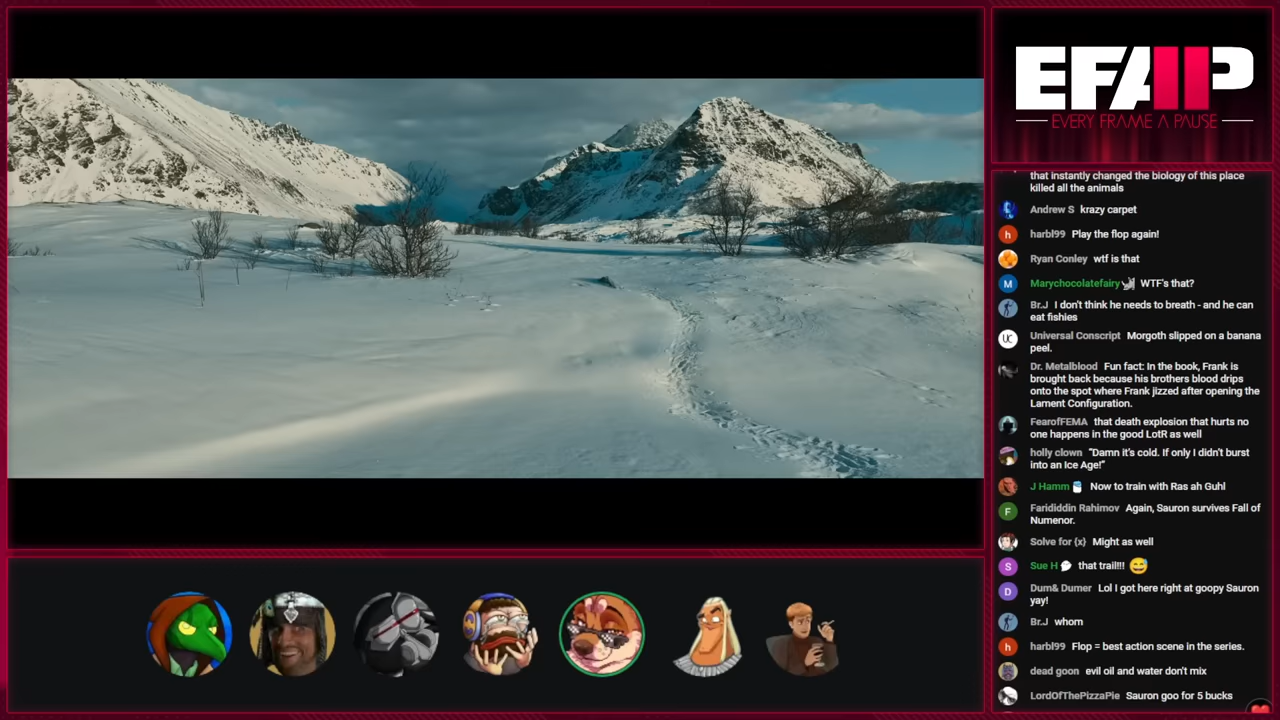 EFAP
EVERY FRAME A PAUSE
that instantly changed the biology of this place
killed all the animals
Andrew S krazy carpet
harbl99 Play the flop again!
Ryan Conley wtf is that
Marychocolatefairy WTF's that?
Br.J I don't think he needs to breath - and he can
eat fishies
Universal Conscript Morgoth slipped on a banana
peel.
Dr. Metalblood Fun fact: In the book, Frank is
brought back because his brothers blood drips
onto the spot where Frank jizzed after opening the
Lament Configuration.
FearofFEMA that death explosion that hurts no
one happens in the good LotR as well
holly clown “Damn it's cold. If only I didn't burst
into an Ice Age!”
J Hamm Now to train with Ras ah Guhl
Farididdin Rahimov Again, Sauron survives Fall of
Numenor.
Solve for {x} Might as well
Sue H that trail!!!
Dum& Dumer Lol I got here right at goopy Sauron
yay!
Br.J whom
harbl99 Flop = best action scene in the series.
dead goon evil oil and water don't mix
LordOfThePizzaPie Sauron goo for 5 bucks
h
M
UC
F
S
D
h